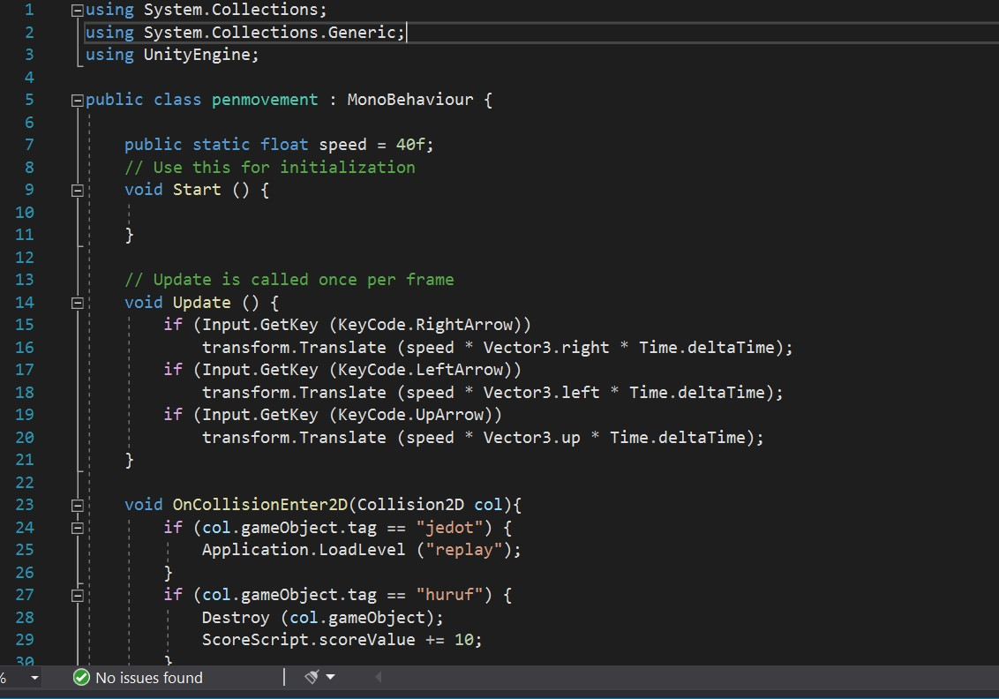 1 using System.Collections;
2 using System.Collections.Generic;
3 using UnityEngine;
4
5 public class penmovement : MonoBehaviour {
6
7 public static float speed = 40f;
8 // Use this for initialization
9 void Start () {
10
11 }
12
13 // Update is called once per frame
14 void Update () {
15 if (Input.GetKey (KeyCode.RightArrow))
16 transform.Translate (speed * Vector3.right * Time.deltaTime);
17 if (Input.GetKey (KeyCode.LeftArrow))
18 transform.Translate (speed * Vector3.left * Time.deltaTime);
19 if (Input.GetKey (KeyCode.UpArrow))
20 transform.Translate (speed * Vector3.up * Time.deltaTime);
21 }
22
23 void OnCollisionEnter2D(Collision2D col){
24 if (col.gameObject.tag == "jedot") {
25 Application.LoadLevel ("replay");
26 }
27 if (col.gameObject.tag == "huruf") {
28 Destroy (col.gameObject);
29 ScoreScript.scoreValue += 10;
30 }
% No issues found